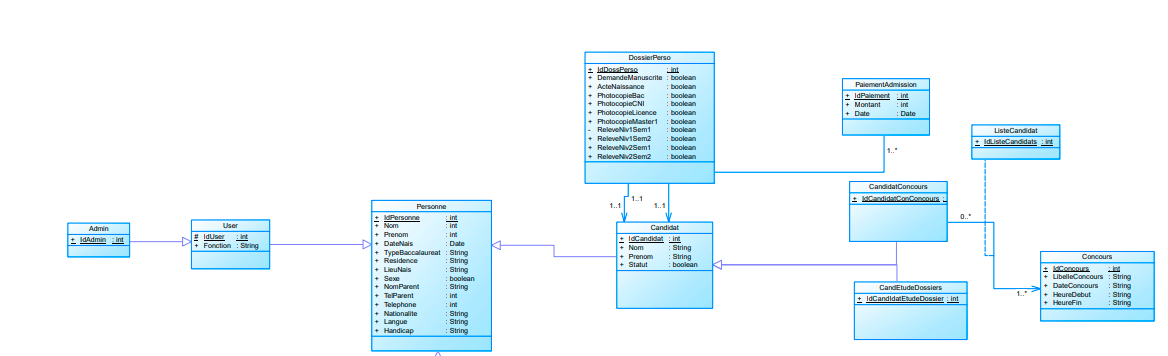 DossierPerso
+ IdDossPerso : int
+ DemandeManuscrite : boolean
+ ActeNaissance : boolean
+ PhotocopieBac : boolean
+ PhotocopieCNI : boolean
+ PhotocopieLicence : boolean
+ PhotocopieMaster1 : boolean
- ReleveNiv1Sem1 : boolean
+ ReleveNiv1Sem2 : boolean
+ ReleveNiv2Sem1 : boolean
+ ReleveNiv2Sem2 : boolean
PaiementAdmission
+ IdPaiement : int
+ Montant : int
+ Date : Date
1..*
ListeCandidat
+ IdListeCandidats : int
CandidatConcours
+ IdCandidatConConcours :
0..*
1..1
1..1
1..1
Personne
+ IdPersonne : int
+ Nom : int
+ Prenom : int
+ DateNais : Date
+ TypeBaccalaureat : String
+ Residence : String
+ LieuNais : String
+ Sexe : boolean
+ NomParent : String
+ TelParent : int
+ Telephone : int
+ Nationalite : String
+ Langue : String
+ Handicap : String
Admin
+ IdAdmin : int
User
# IdUser : int
+ Fonction : String
Candidat
+ IdCandidat : int
+ Nom : String
+ Prenom : String
+ Statut : boolean
Concours
+ IdConcours : int
+ LibelleConcours : String
+ DateConcours : String
+ HeureDebut : String
+ HeureFin : String
1..*
CandEtudeDossiers
+ IdCandIdatEtudeDossier : int